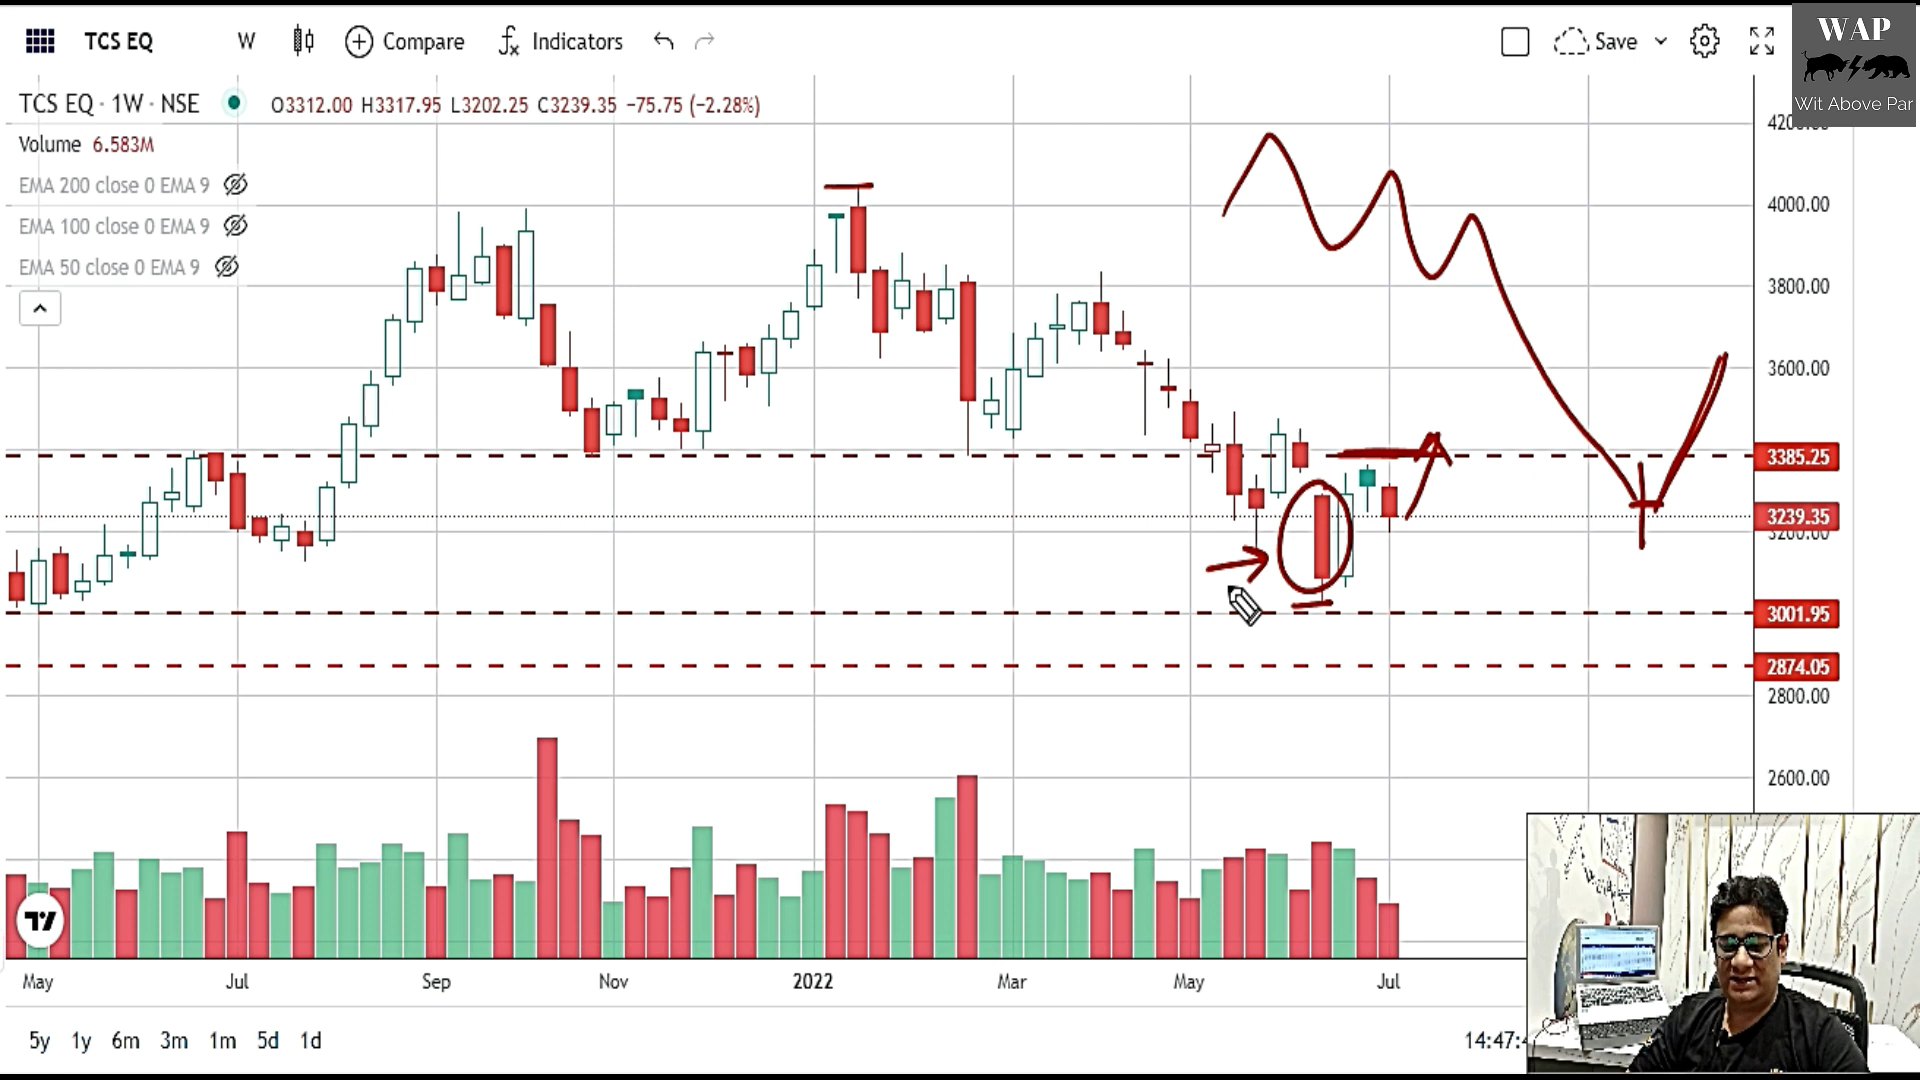 TCS EQ W Compare Indicators Save
WAP
Wit Above Par
TCS EQ · 1W · NSE O3312.00 H3317.95 L3202.25 C3239.35 −75.75 (−2.28%)
Volume 6.583M
EMA 200 close 0 EMA 9
EMA 100 close 0 EMA 9
EMA 50 close 0 EMA 9
4000.00
3800.00
3600.00
3385.25
3239.35
3200.00
3001.95
2874.05
2800.00
2600.00
May Jul Sep Nov 2022 Mar May Jul
5y 1y 6m 3m 1m 5d 1d 14:47: